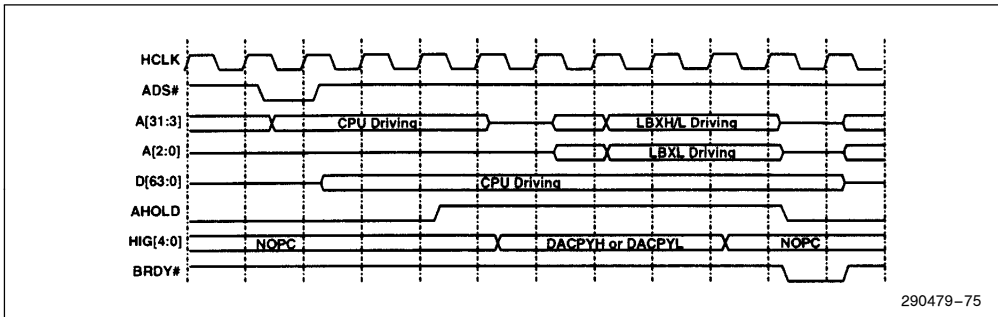 HCLK
ADS#
A[31:3] CPU Driving LBXH/L Driving
A[2:0] LBXL Driving
D[63:0] CPU Driving
AHOLD
HIG[4:0] NOPC DACPYH or DACPYL NOPC
BRDY#
290479–75